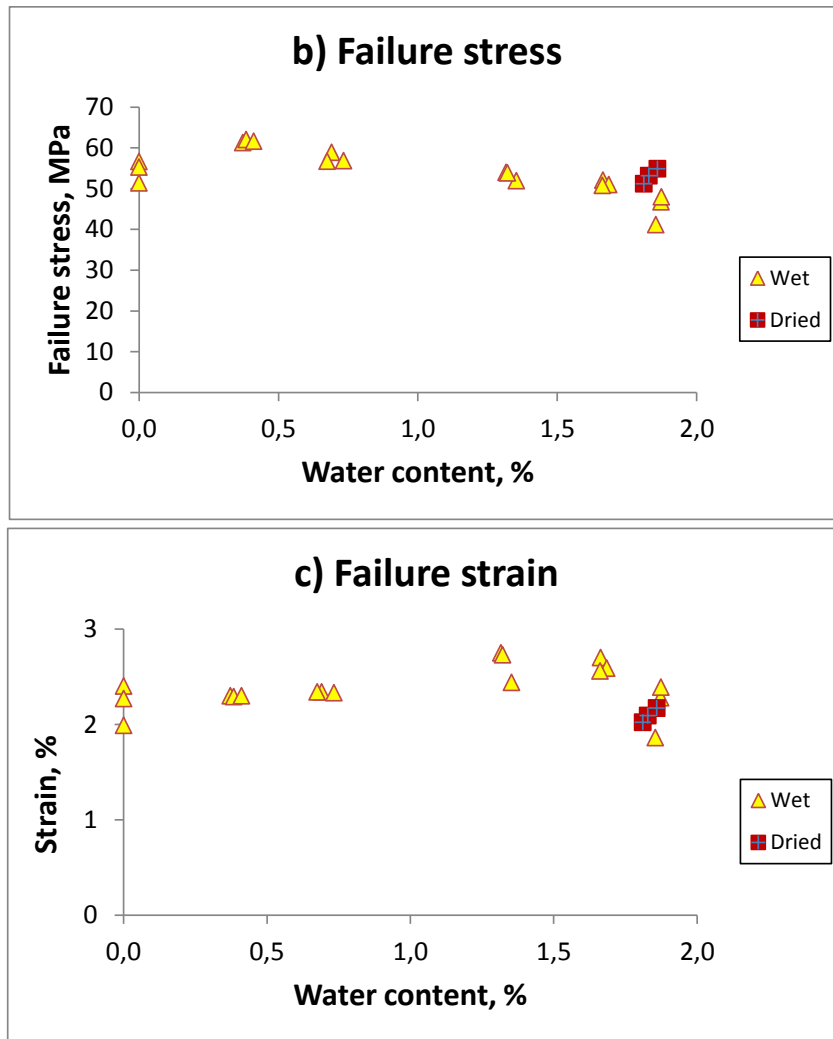 b) Failure stress
Failure stress, MPa
70
60
50
40
30
20
10
0
0,0 0,5 1,0 1,5 2,0
Water content, %
Wet
Dried
c) Failure strain
Strain, %
3
2
1
0
0,0 0,5 1,0 1,5 2,0
Water content, %
Wet
Dried